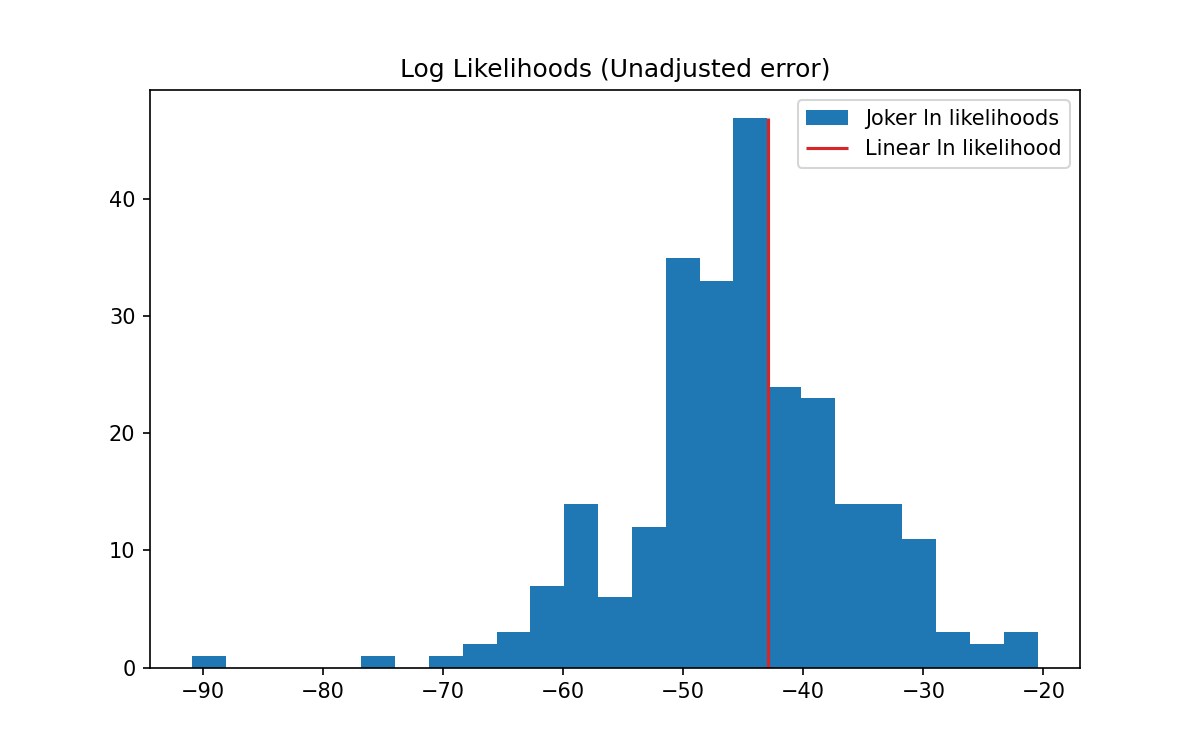 Log Likelihoods (Unadjusted error)
Joker ln likelihoods
Linear ln likelihood
40
30
20
10
0
−90 −80 −70 −60 −50 −40 −30 −20